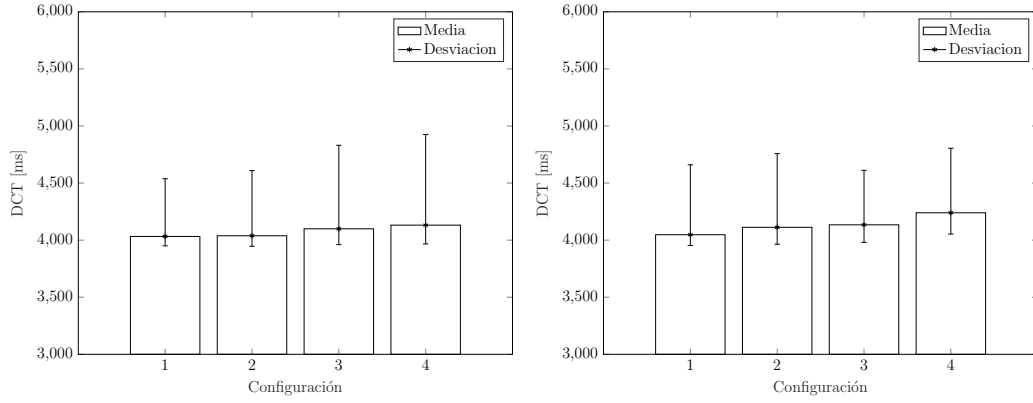 6,000
5,500
5,000
4,500
4,000
3,500
3,000
DCT [ms]
1 2 3 4
Configuración
Media
Desviacion
6,000
5,500
5,000
4,500
4,000
3,500
3,000
DCT [ms]
1 2 3 4
Configuración
Media
Desviacion